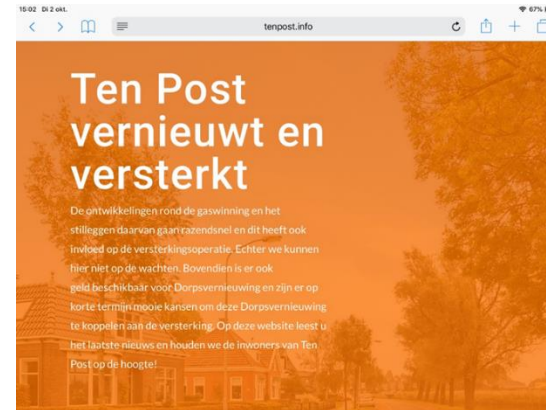 15:02 Di 2 okt.
67%
tenpost.info
Ten Post
vernieuwt en
versterkt
De ontwikkelingen rond de gaswinning en het
stilleggen daarvan gaan razendsnel en dit heeft ook
invloed op de versterkingsoperatie. Echter we kunnen
hier niet op de wachten. Bovendien is er ook
geld beschikbaar voor Dorpsvernieuwing en zijn er op
korte termijn mooie kansen om deze Dorpsvernieuwing
te koppelen aan de versterking. Op deze website leest u
het laatste nieuws en houden we de inwoners van Ten
Post op de hoogte!